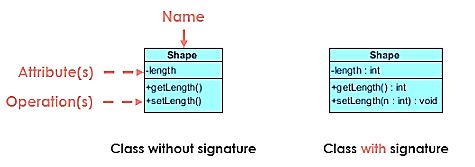 Name
Shape
Attribute(s)
-length
Operation(s)
+getLength()
+setLength()
Class without signature
Shape
-length : int
+getLength() : int
+setLength(n : int) : void
Class with signature